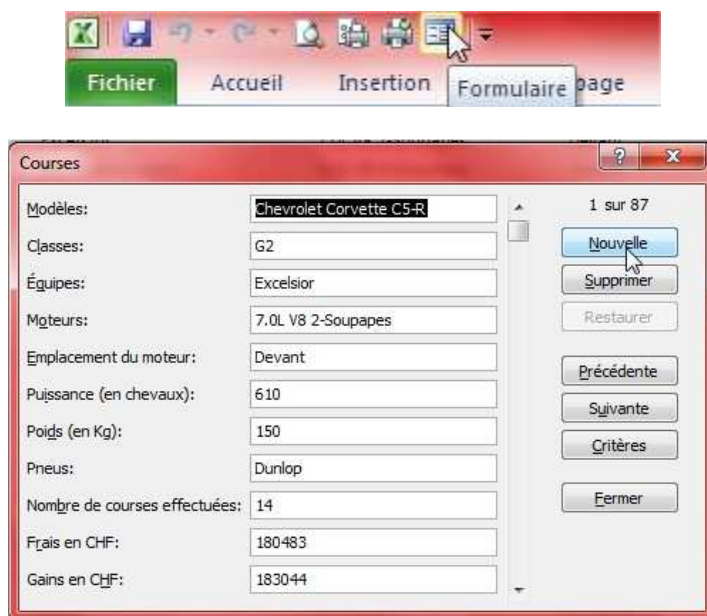 Fichier Accueil Insertion Formulaire page
Courses
Modèles: Chevrolet Corvette C5-R 1 sur 87
Classes: G2 Nouvelle
Équipes: Excelsior Supprimer
Moteurs: 7.0L V8 2-Soupapes Restaurer
Emplacement du moteur: Devant Précédente
Puissance (en chevaux): 610 Suivante
Poids (en Kg): 150 Critères
Pneus: Dunlop
Nombre de courses effectuées: 14 Fermer
Frais en CHF: 180483
Gains en CHF: 183044